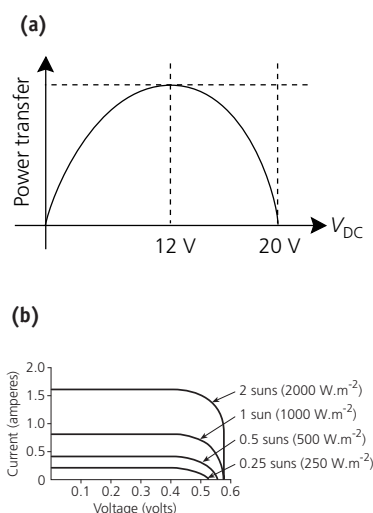 (a)
Power transfer
V_DC
12 V
20 V
(b)
Current (amperes)
2.0
1.5
1.0
0.5
0
2 suns (2000 W.m⁻²)
1 sun (1000 W.m⁻²)
0.5 suns (500 W.m⁻²)
0.25 suns (250 W.m⁻²)
0.1 0.2 0.3 0.4 0.5 0.6
Voltage (volts)